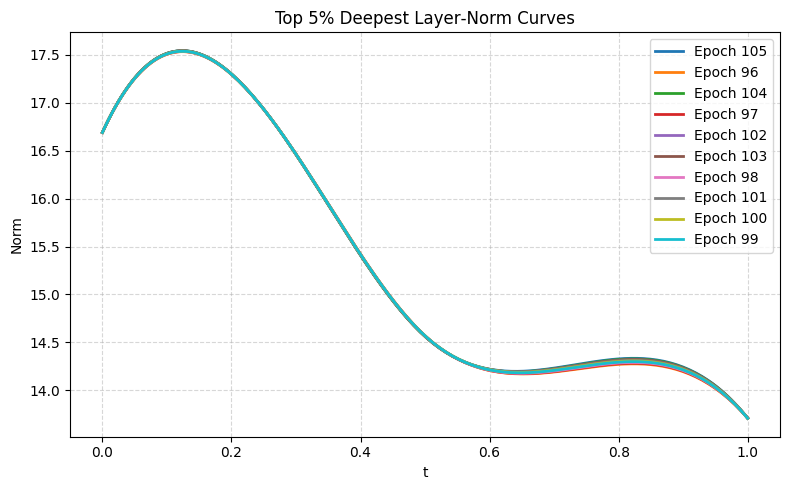 Top 5% Deepest Layer-Norm Curves
17.5
17.0
16.5
16.0
15.5
15.0
14.5
14.0
Norm
0.0
0.2
0.4
0.6
0.8
1.0
t
Epoch 105
Epoch 96
Epoch 104
Epoch 97
Epoch 102
Epoch 103
Epoch 98
Epoch 101
Epoch 100
Epoch 99